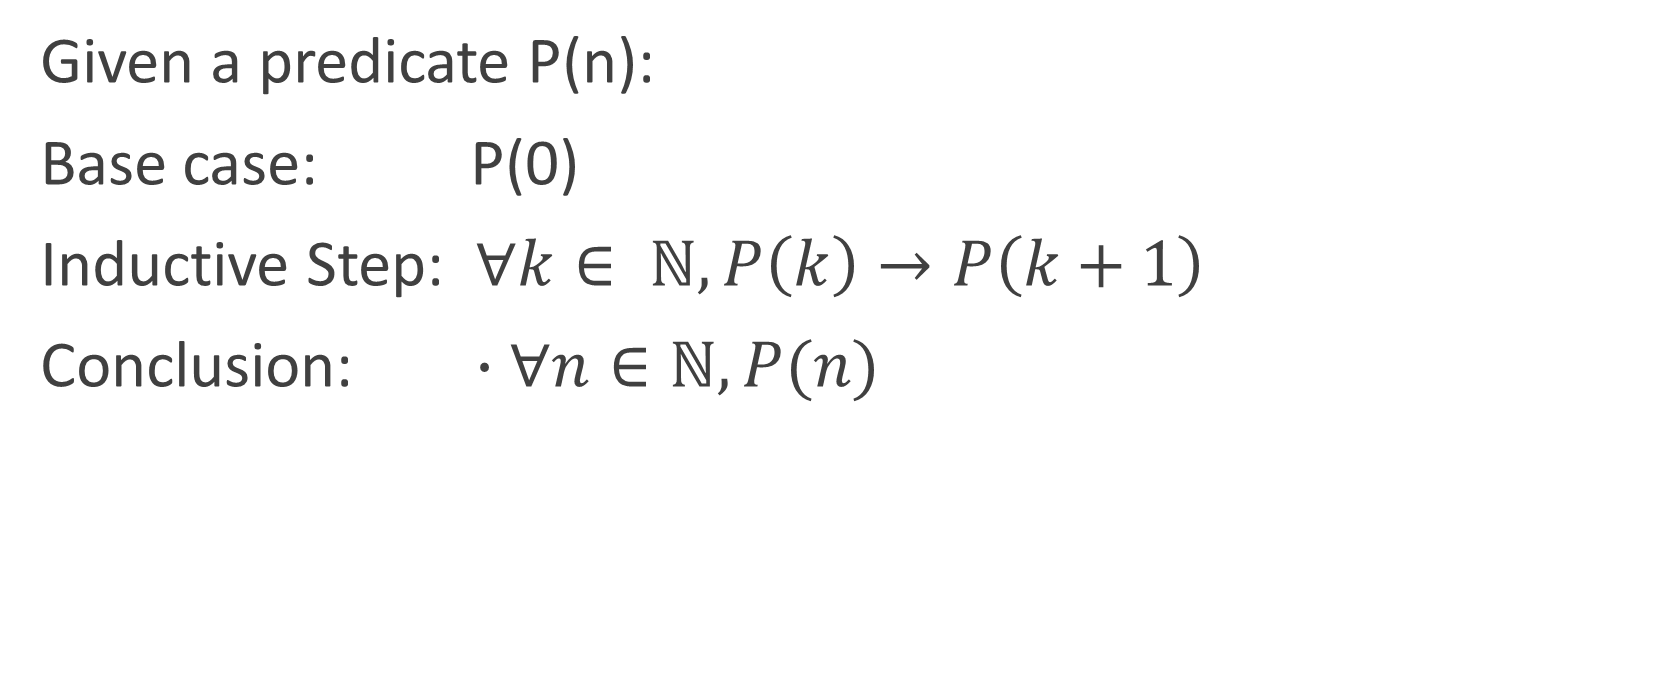 Given a predicate P(n):
Base case: P(0)
Inductive Step: ∀k ∈ ℕ, P(k) → P(k + 1)
Conclusion: · ∀n ∈ ℕ, P(n)